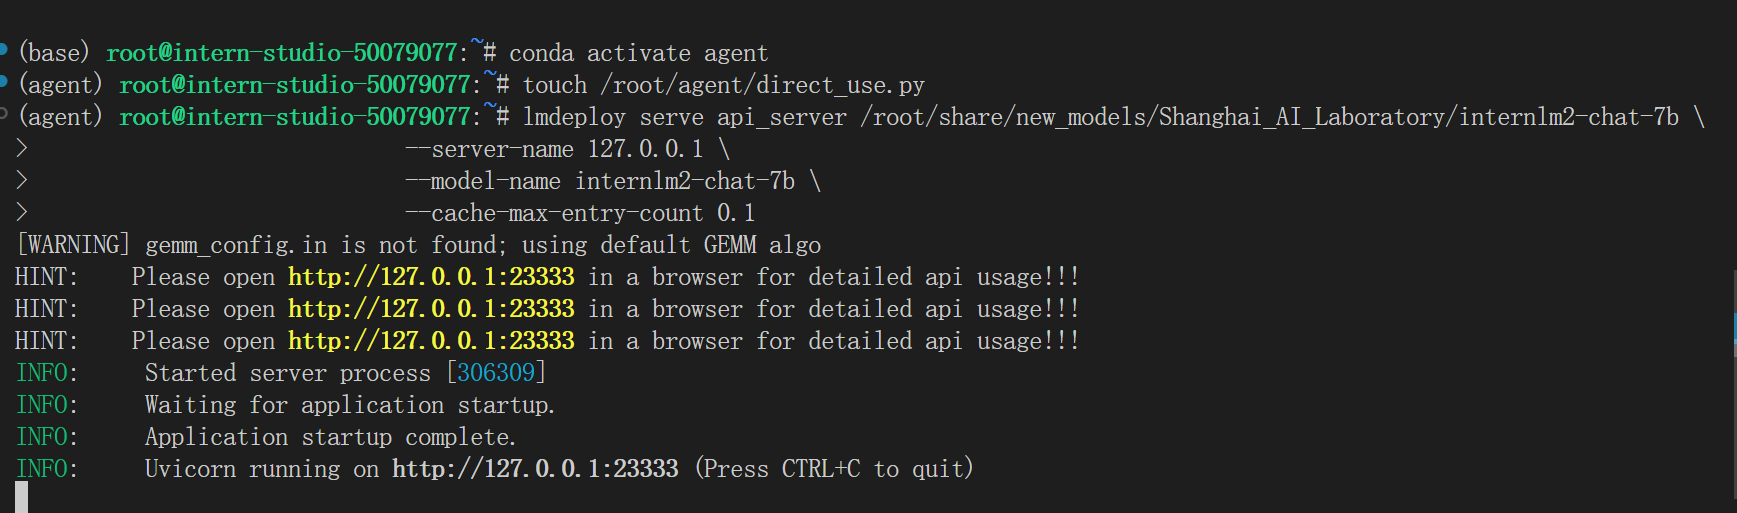 (base) root@intern-studio-50079077:~# conda activate agent
(agent) root@intern-studio-50079077:~# touch /root/agent/direct_use.py
(agent) root@intern-studio-50079077:~# lmdeploy serve api_server /root/share/new_models/Shanghai_AI_Laboratory/internlm2-chat-7b \
>                             --server-name 127.0.0.1 \
>                             --model-name internlm2-chat-7b \
>                             --cache-max-entry-count 0.1
[WARNING] gemm_config.in is not found; using default GEMM algo
HINT:    Please open http://127.0.0.1:23333 in a browser for detailed api usage!!!
HINT:    Please open http://127.0.0.1:23333 in a browser for detailed api usage!!!
HINT:    Please open http://127.0.0.1:23333 in a browser for detailed api usage!!!
INFO:     Started server process [306309]
INFO:     Waiting for application startup.
INFO:     Application startup complete.
INFO:     Uvicorn running on http://127.0.0.1:23333 (Press CTRL+C to quit)